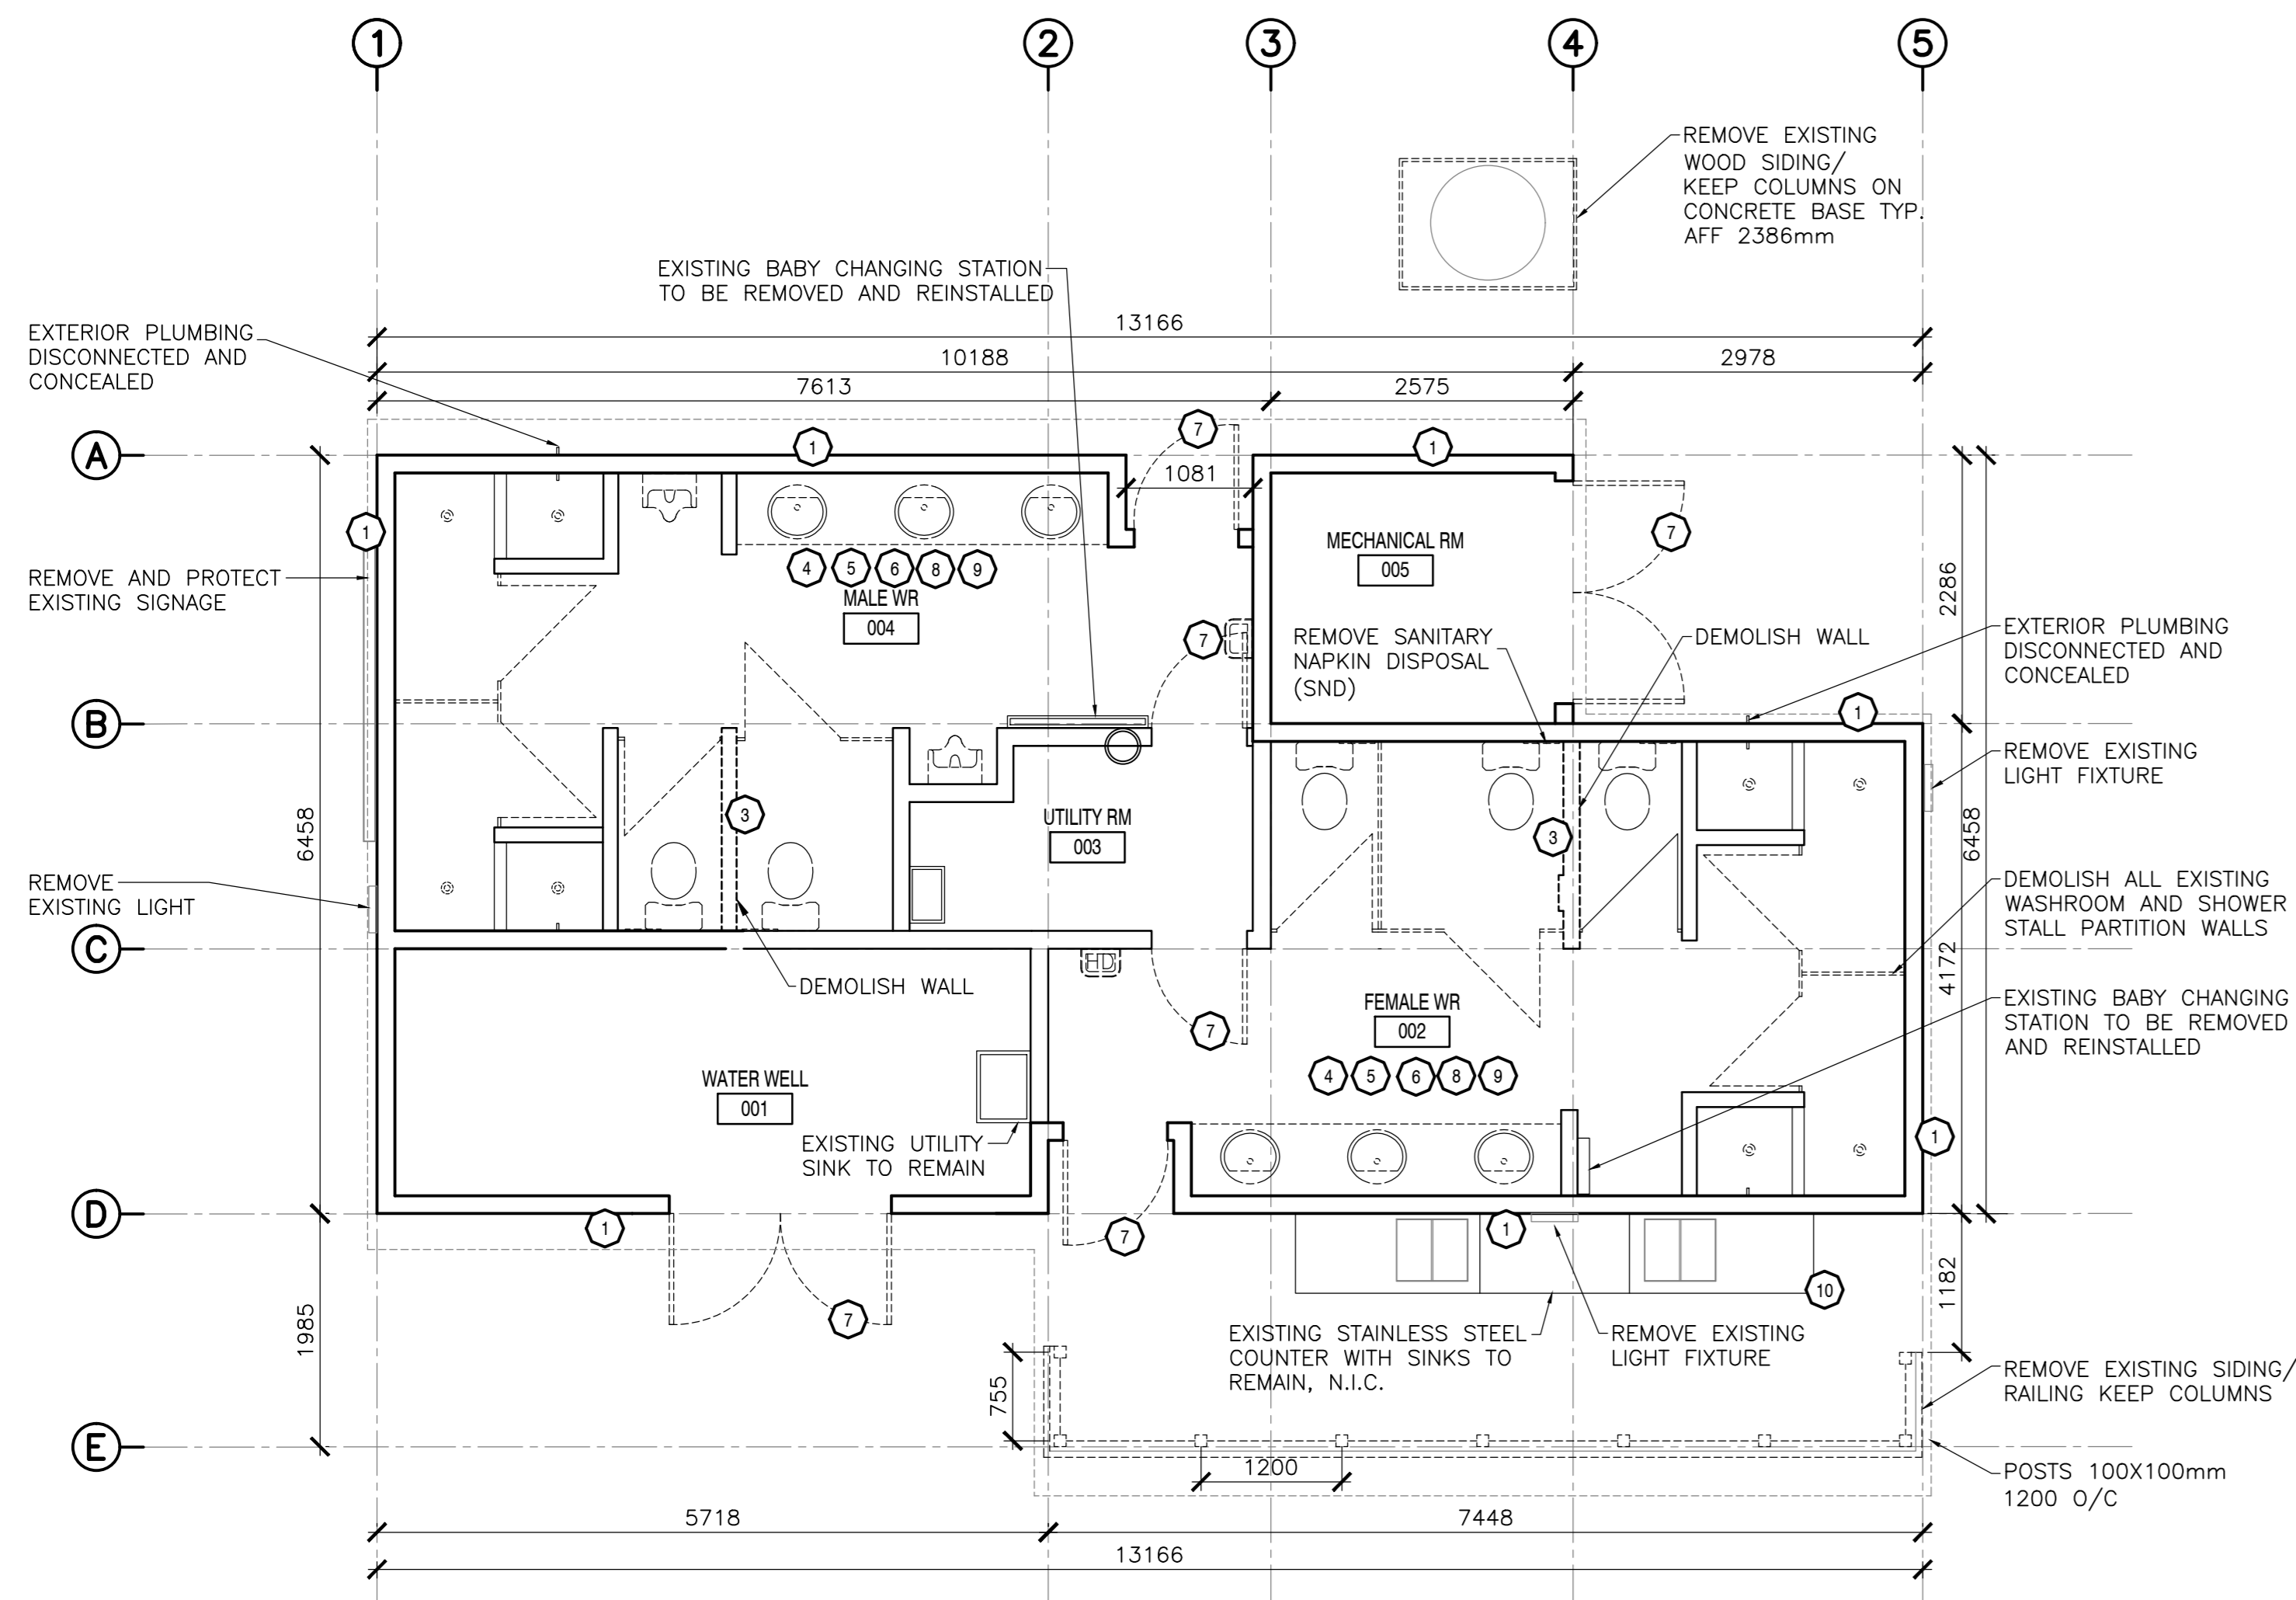 1
2
3
4
5
REMOVE EXISTING
WOOD SIDING/
KEEP COLUMNS ON
CONCRETE BASE TYP.
AFF 2386mm
EXISTING BABY CHANGING STATION
TO BE REMOVED AND REINSTALLED
13166
EXTERIOR PLUMBING
DISCONNECTED AND
CONCEALED
10188
2978
7613
2575
A
1
7
1
1081
1
7
MECHANICAL RM
005
4
5
6
8
9
MALE WR
004
REMOVE AND PROTECT
EXISTING SIGNAGE
2286
7
REMOVE SANITARY
NAPKIN DISPOSAL
(SND)
DEMOLISH WALL
EXTERIOR PLUMBING
DISCONNECTED AND
CONCEALED
B
1
REMOVE EXISTING
LIGHT FIXTURE
3
UTILITY RM
003
3
6458
6458
REMOVE
EXISTING LIGHT
DEMOLISH ALL EXISTING
WASHROOM AND SHOWER
STALL PARTITION WALLS
C
HD
4172
DEMOLISH WALL
FEMALE WR
002
7
EXISTING BABY CHANGING
STATION TO BE REMOVED
AND REINSTALLED
4
5
6
8
9
WATER WELL
001
EXISTING UTILITY
SINK TO REMAIN
1
D
1
7
1
10
1182
7
1985
EXISTING STAINLESS STEEL
COUNTER WITH SINKS TO
REMAIN, N.I.C.
REMOVE EXISTING
LIGHT FIXTURE
REMOVE EXISTING SIDING/
RAILING KEEP COLUMNS
755
E
1200
POSTS 100X100mm
1200 O/C
5718
7448
13166